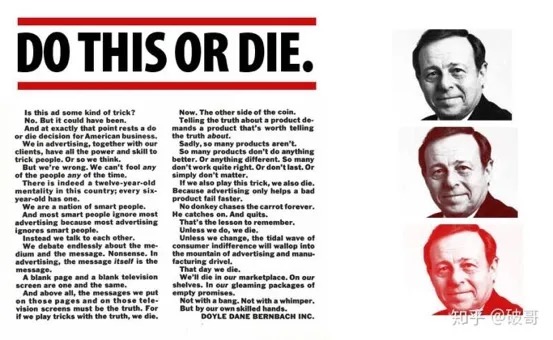 DO THIS OR DIE.
Is this ad some kind of trick?
No. But it could have been.
And at exactly that point rests a do
or die decision for American business.
We in advertising, together with our
clients, have all the power and skill to
trick people. Or so we think.
But we're wrong. We can't fool any
of the people any of the time.
There is indeed a twelve-year-old
mentality in this country; every six-
year-old has one.
We are a nation of smart people.
And most smart people ignore most
advertising because most advertising
ignores smart people.
Instead we talk to each other.
We debate endlessly about the me-
dium and the message. Nonsense. In
advertising, the message itself is the
message.
A blank page and a blank television
screen are one and the same.
And above all, the messages we put
on those pages and on those tele-
vision screens must be the truth. For
if we play tricks with the truth, we die.
Now. The other side of the coin.
Telling the truth about a product de-
mands a product that's worth telling
the truth about.
Sadly, so many products aren't.
So many products don't do anything
better. Or anything different. So many
don't work quite right. Or don't last. Or
simply don't matter.
If we also play this trick, we also die.
Because advertising only helps a bad
product fail faster.
No donkey chases the carrot forever.
He catches on. And quits.
That's the lesson to remember.
Unless we do, we die.
Unless we change, the tidal wave of
consumer indifference will wallop into
the mountain of advertising and manu-
facturing drivel.
That day we die.
We'll die in our marketplace. On our
shelves. In our gleaming packages of
empty promises.
Not with a bang. Not with a whimper.
But by our own skilled hands.
DOYLE DANE BERNBACH INC.
知乎 @破哥